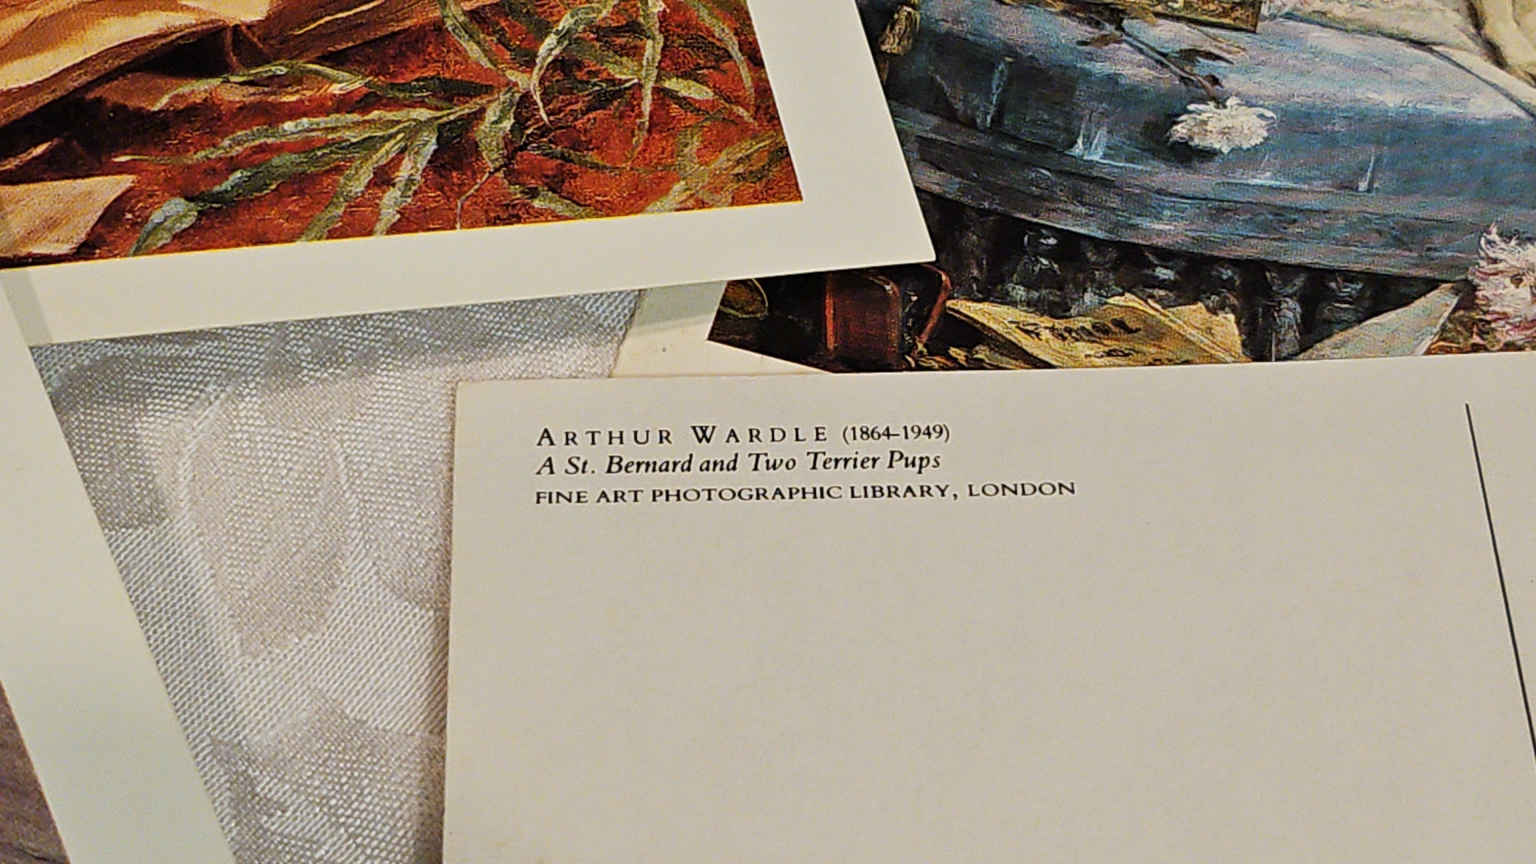 ARTHUR WARDLE (1864–1949)
A St. Bernard and Two Terrier Pups
FINE ART PHOTOGRAPHIC LIBRARY, LONDON